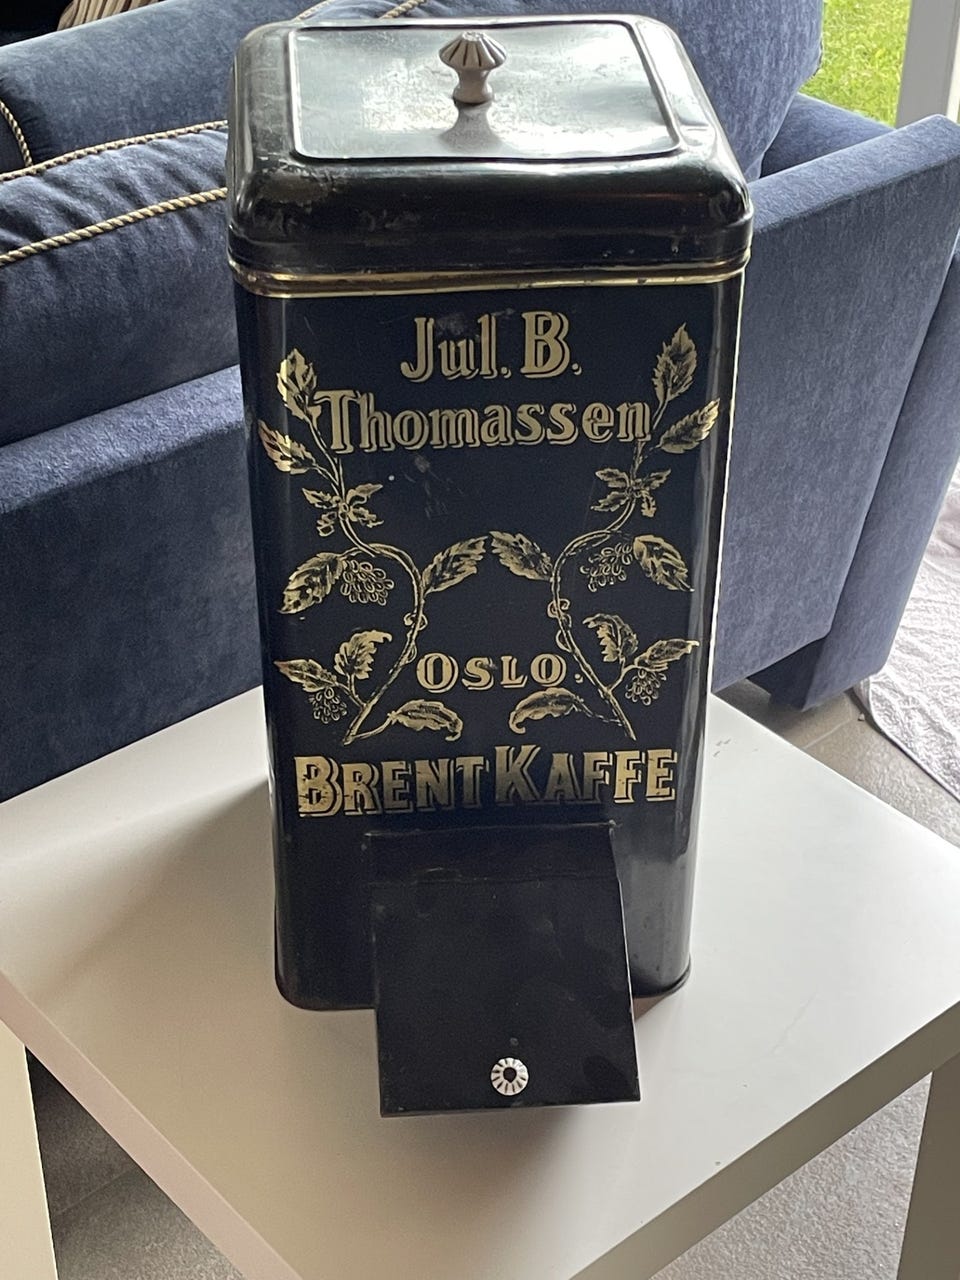 Jul. B.
Thomassen
OSLO.
BRENT KAFFE